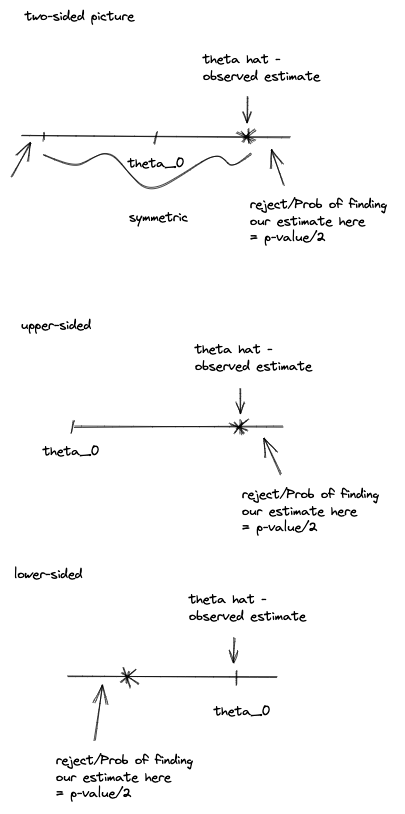 two-sided picture
theta hat -
observed estimate
theta_0
symmetric
reject/Prob of finding
our estimate here
= p-value/2
upper-sided
theta hat -
observed estimate
theta_0
reject/Prob of finding
our estimate here
= p-value/2
lower-sided
theta hat -
observed estimate
theta_0
reject/Prob of finding
our estimate here
= p-value/2